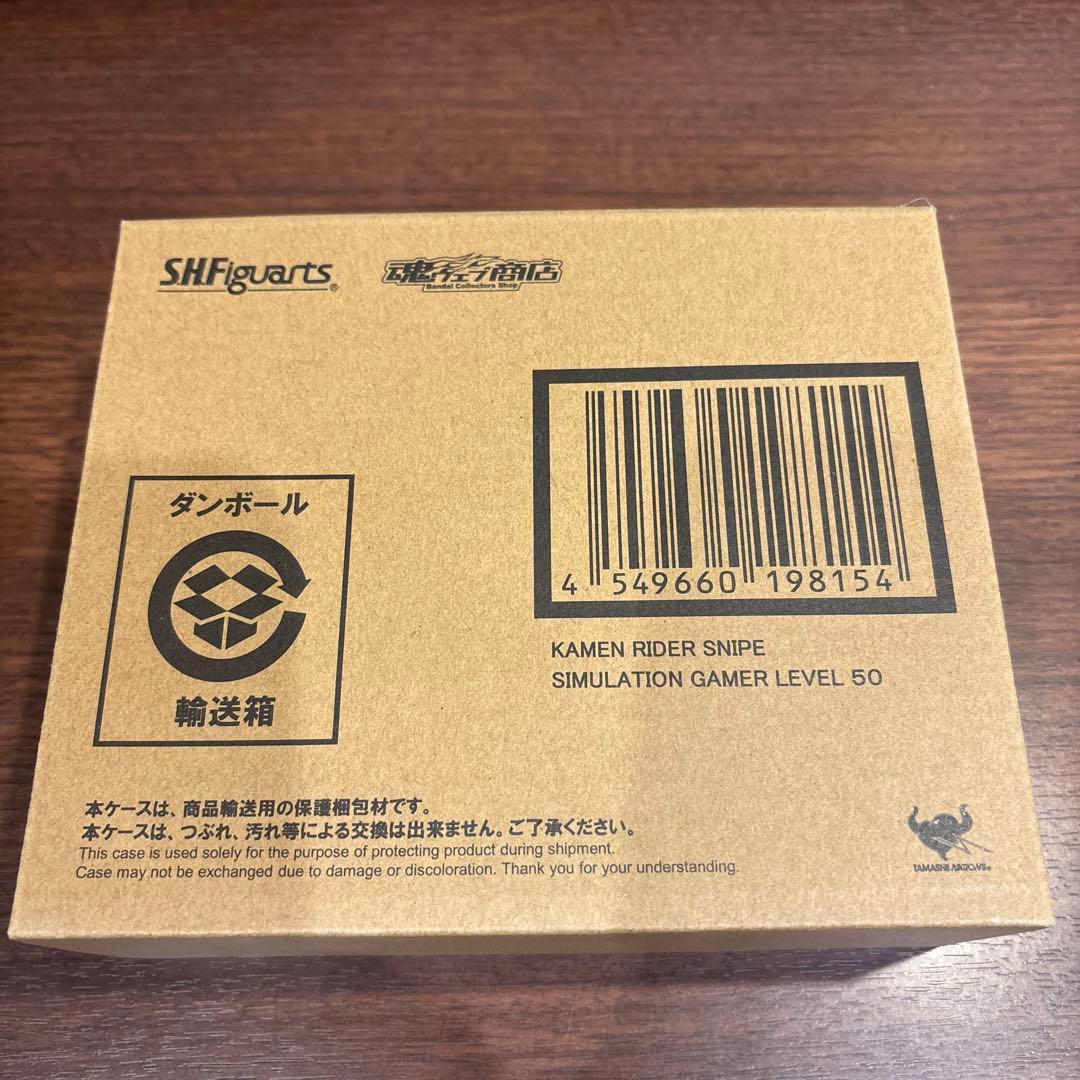 S.H.Figuarts®
魂ウェブ商店
Bandai Collectors Shop
4 549660 198154
KAMEN RIDER SNIPE
SIMULATION GAMER LEVEL 50
ダンボール
輸送箱
本ケースは、商品輸送用の保護梱包材です。
本ケースは、つぶれ、汚れ等による交換は出来ません。ご了承ください。
This case is used solely for the purpose of protecting product during shipment.
Case may not be exchanged due to damage or discoloration. Thank you for your understanding.
TAMASHII NATIONS®